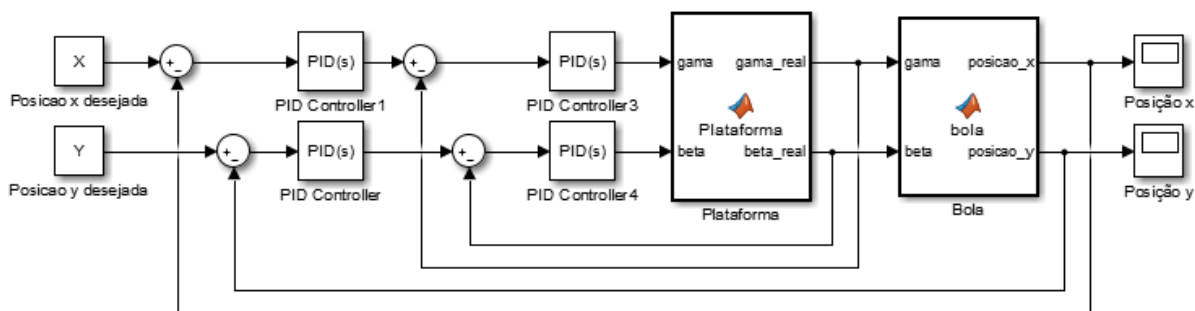 X
Posicao x desejada
+
-
PID(s)
PID Controller1
+
-
PID(s)
PID Controller3
gama
gama_real
Plataforma
beta
beta_real
Plataforma
gama
posicao_x
bola
beta
posicao_y
Bola
Posição x
Y
Posicao y desejada
+
-
PID(s)
PID Controller
+
-
PID(s)
PID Controller4
Posição y